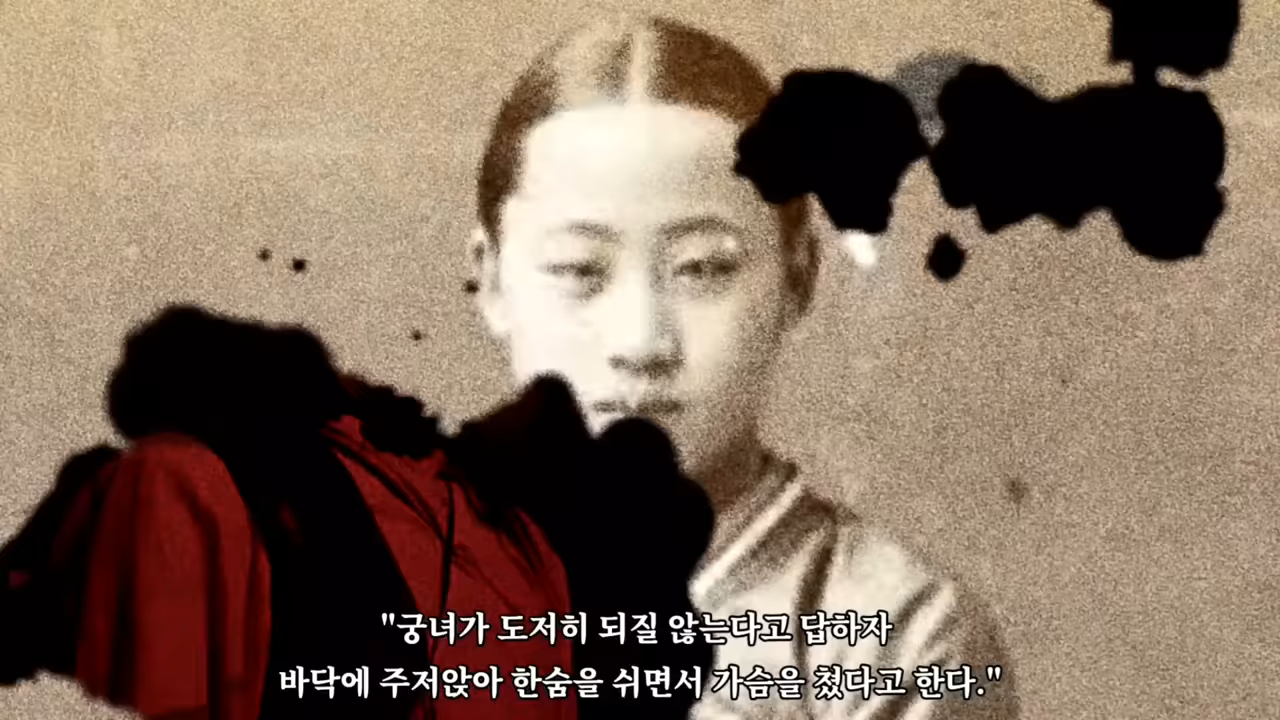 "궁녀가 도저히 되질 않는다고 답하자
바닥에 주저앉아 한숨을 쉬면서 가슴을 쳤다고 한다."